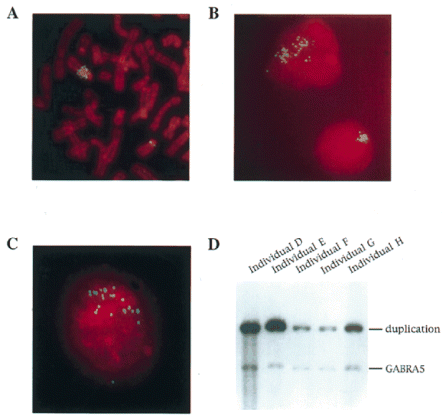 A
B
C
D
Individual D
Individual E
Individual F
Individual G
Individual H
duplication
GABRA5